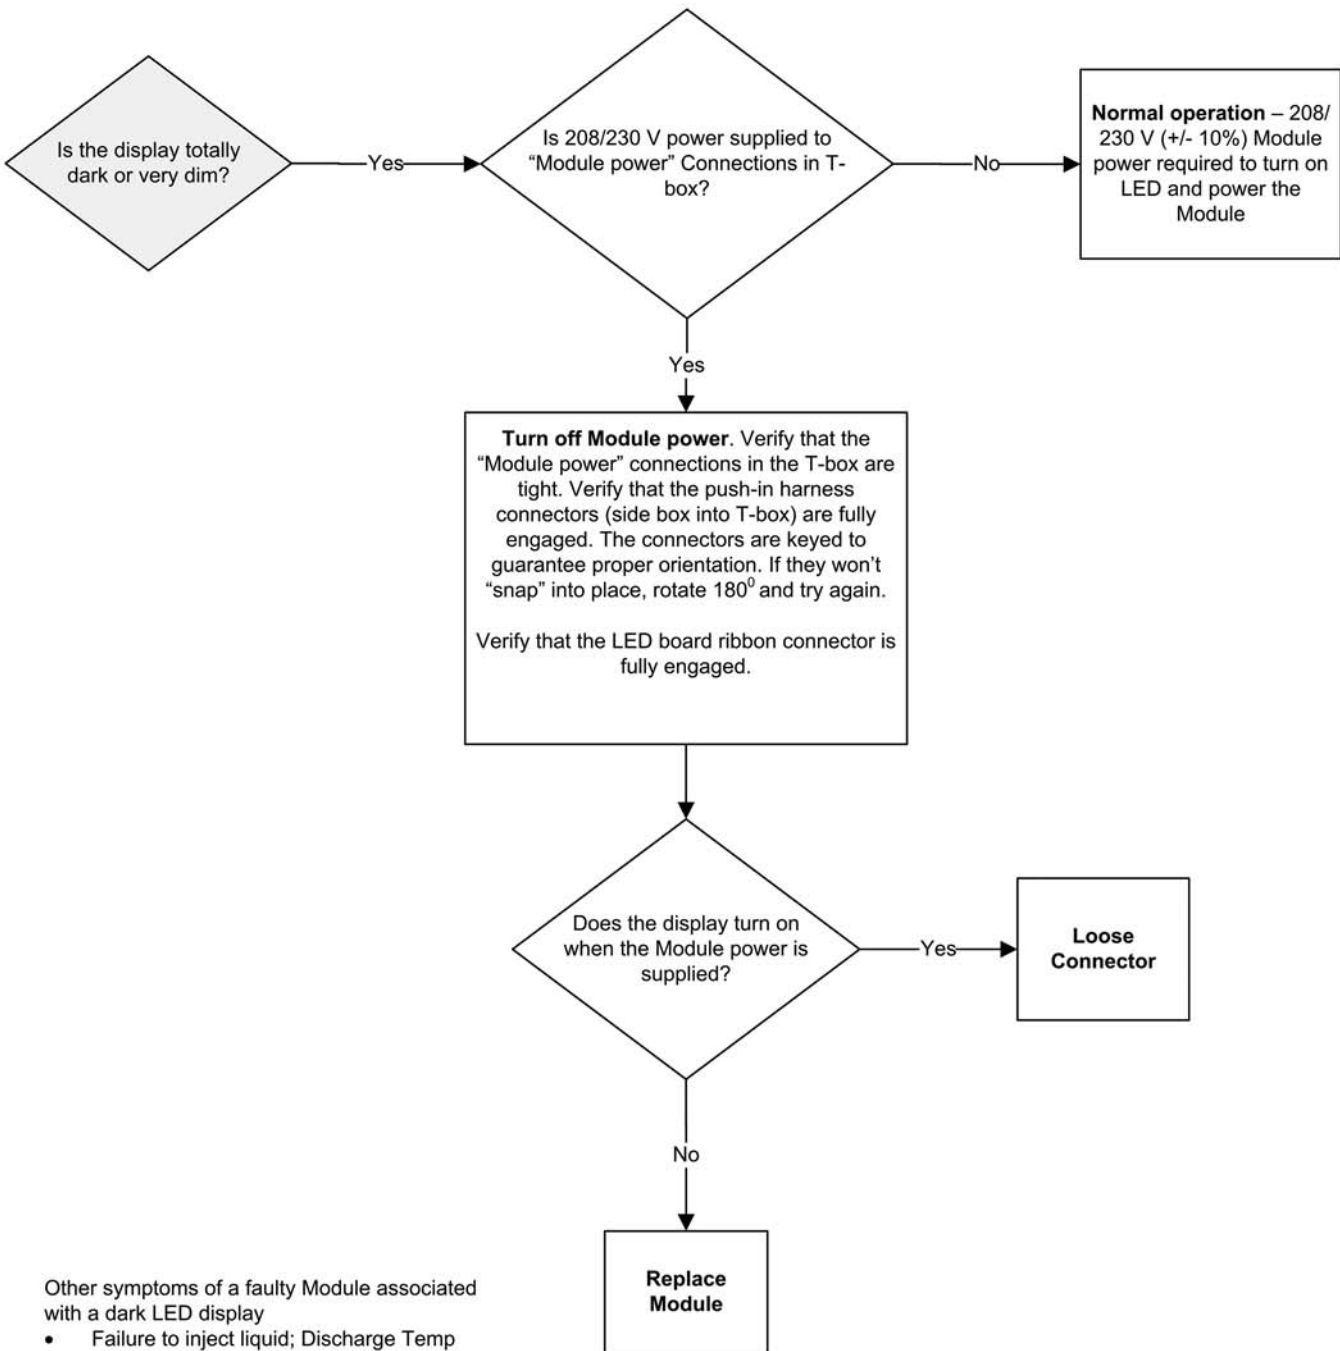 Is the display totally
dark or very dim?
Yes
Is 208/230 V power supplied to
“Module power” Connections in T-
box?
No
Normal operation – 208/
230 V (+/- 10%) Module
power required to turn on
LED and power the
Module
Yes
Turn off Module power. Verify that the
“Module power” connections in the T-box are
tight. Verify that the push-in harness
connectors (side box into T-box) are fully
engaged. The connectors are keyed to
guarantee proper orientation. If they won’t
“snap” into place, rotate 180⁰ and try again.
Verify that the LED board ribbon connector is
fully engaged.
Does the display turn on
when the Module power is
supplied?
Yes
Loose
Connector
No
Replace
Module
Other symptoms of a faulty Module associated
with a dark LED display
• Failure to inject liquid; Discharge Temp